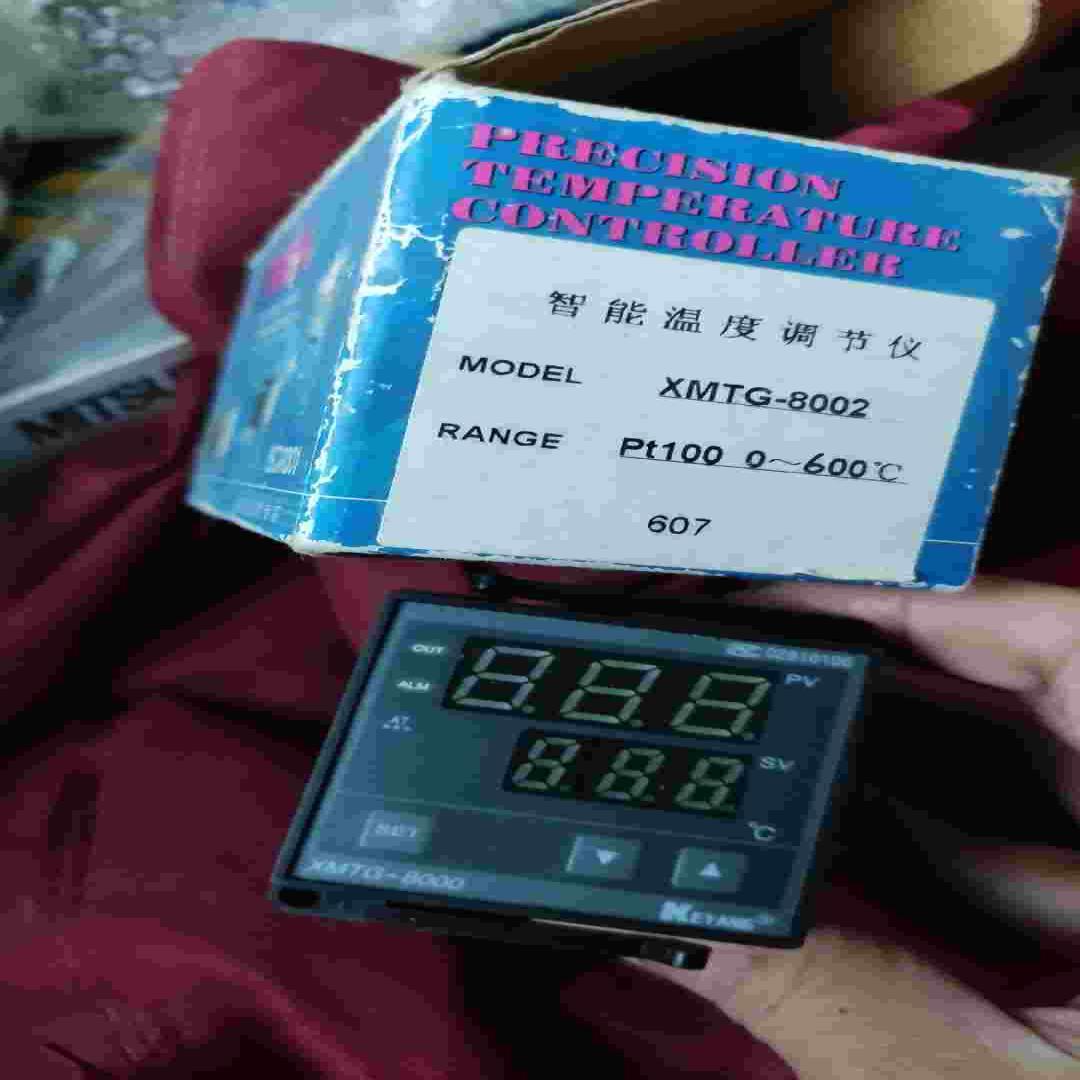 PRECISION
TEMPERATURE
CONTROLLER
智能温度调节仪
MODEL XMTG-8002
RANGE Pt100 0～600℃
607
OUT
PV
ALM
AT
SV
℃
SET
XMTG-8000
KEYANG